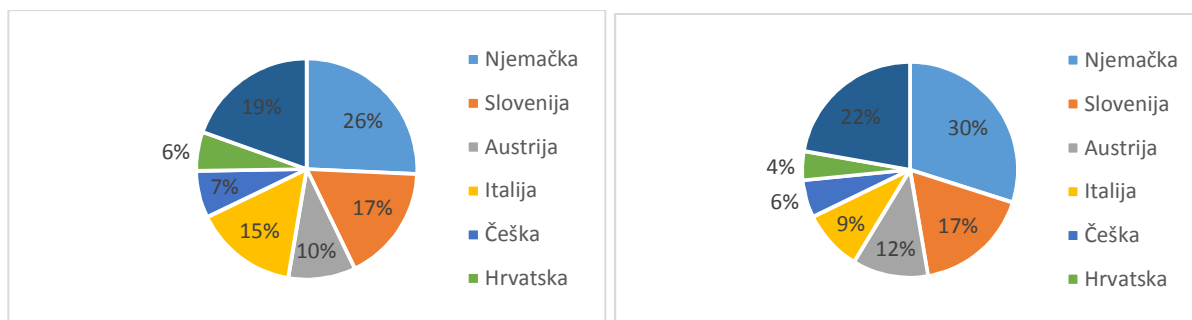 Njemačka
Slovenija
Austrija
Italija
Češka
Hrvatska
19%
26%
6%
7%
17%
15%
10%
Njemačka
Slovenija
Austrija
Italija
Češka
Hrvatska
22%
30%
4%
6%
9%
17%
12%